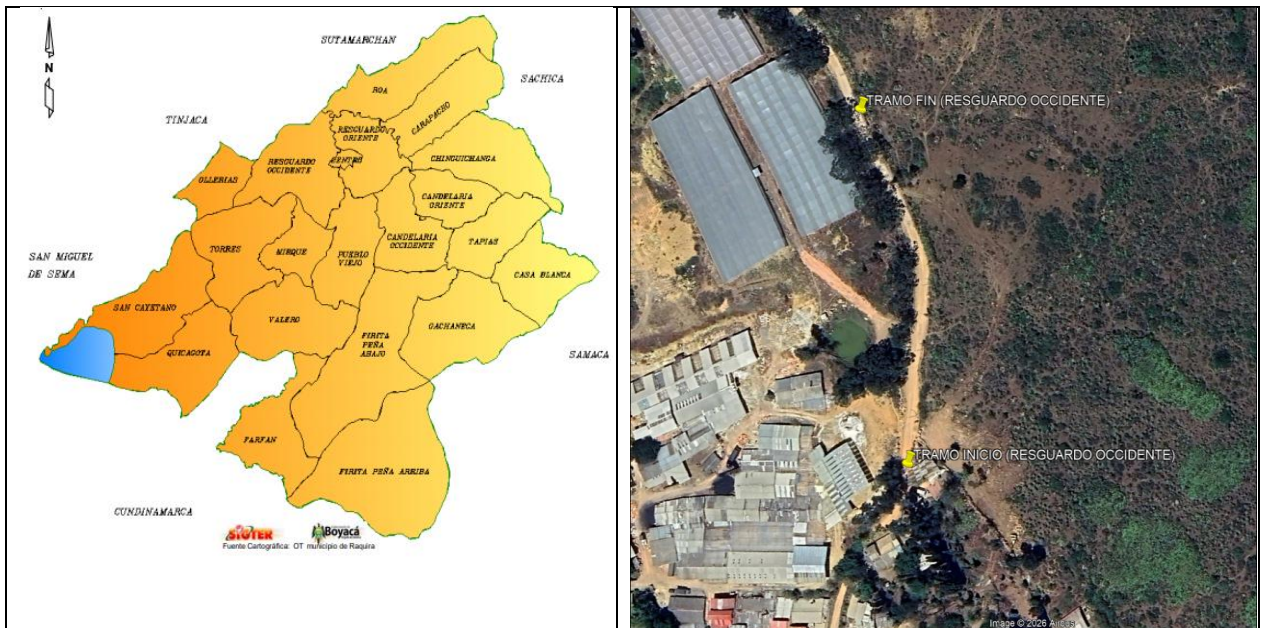 N
SUTAMARCHAN
SACHICA
TINJACA
ROA
CARAPACHO
RESGUARDO
ORIENTE
CENTRO
RESGUARDO
OCCIDENTE
CHINGUICHANGA
OLLERIAS
CANDELARIA
ORIENTE
TORRES
MIRQUE
PUEBLO
VIEJO
CANDELARIA
OCCIDENTE
TAPIAS
SAN MIGUEL
DE SEMA
CASA BLANCA
SAN CAYETANO
VALERO
GACHANECA
FIRITA
PEÑA
ABAJO
QUICAGOTA
SAMACA
FARFAN
FIRITA PEÑA ARRIBA
CUNDINAMARCA
SIGTER
Boyacá
Fuente Cartográfica: OT municipio de Raquira
TRAMO FIN (RESGUARDO OCCIDENTE)
TRAMO INICIO (RESGUARDO OCCIDENTE)
Image © 2026 Airbus